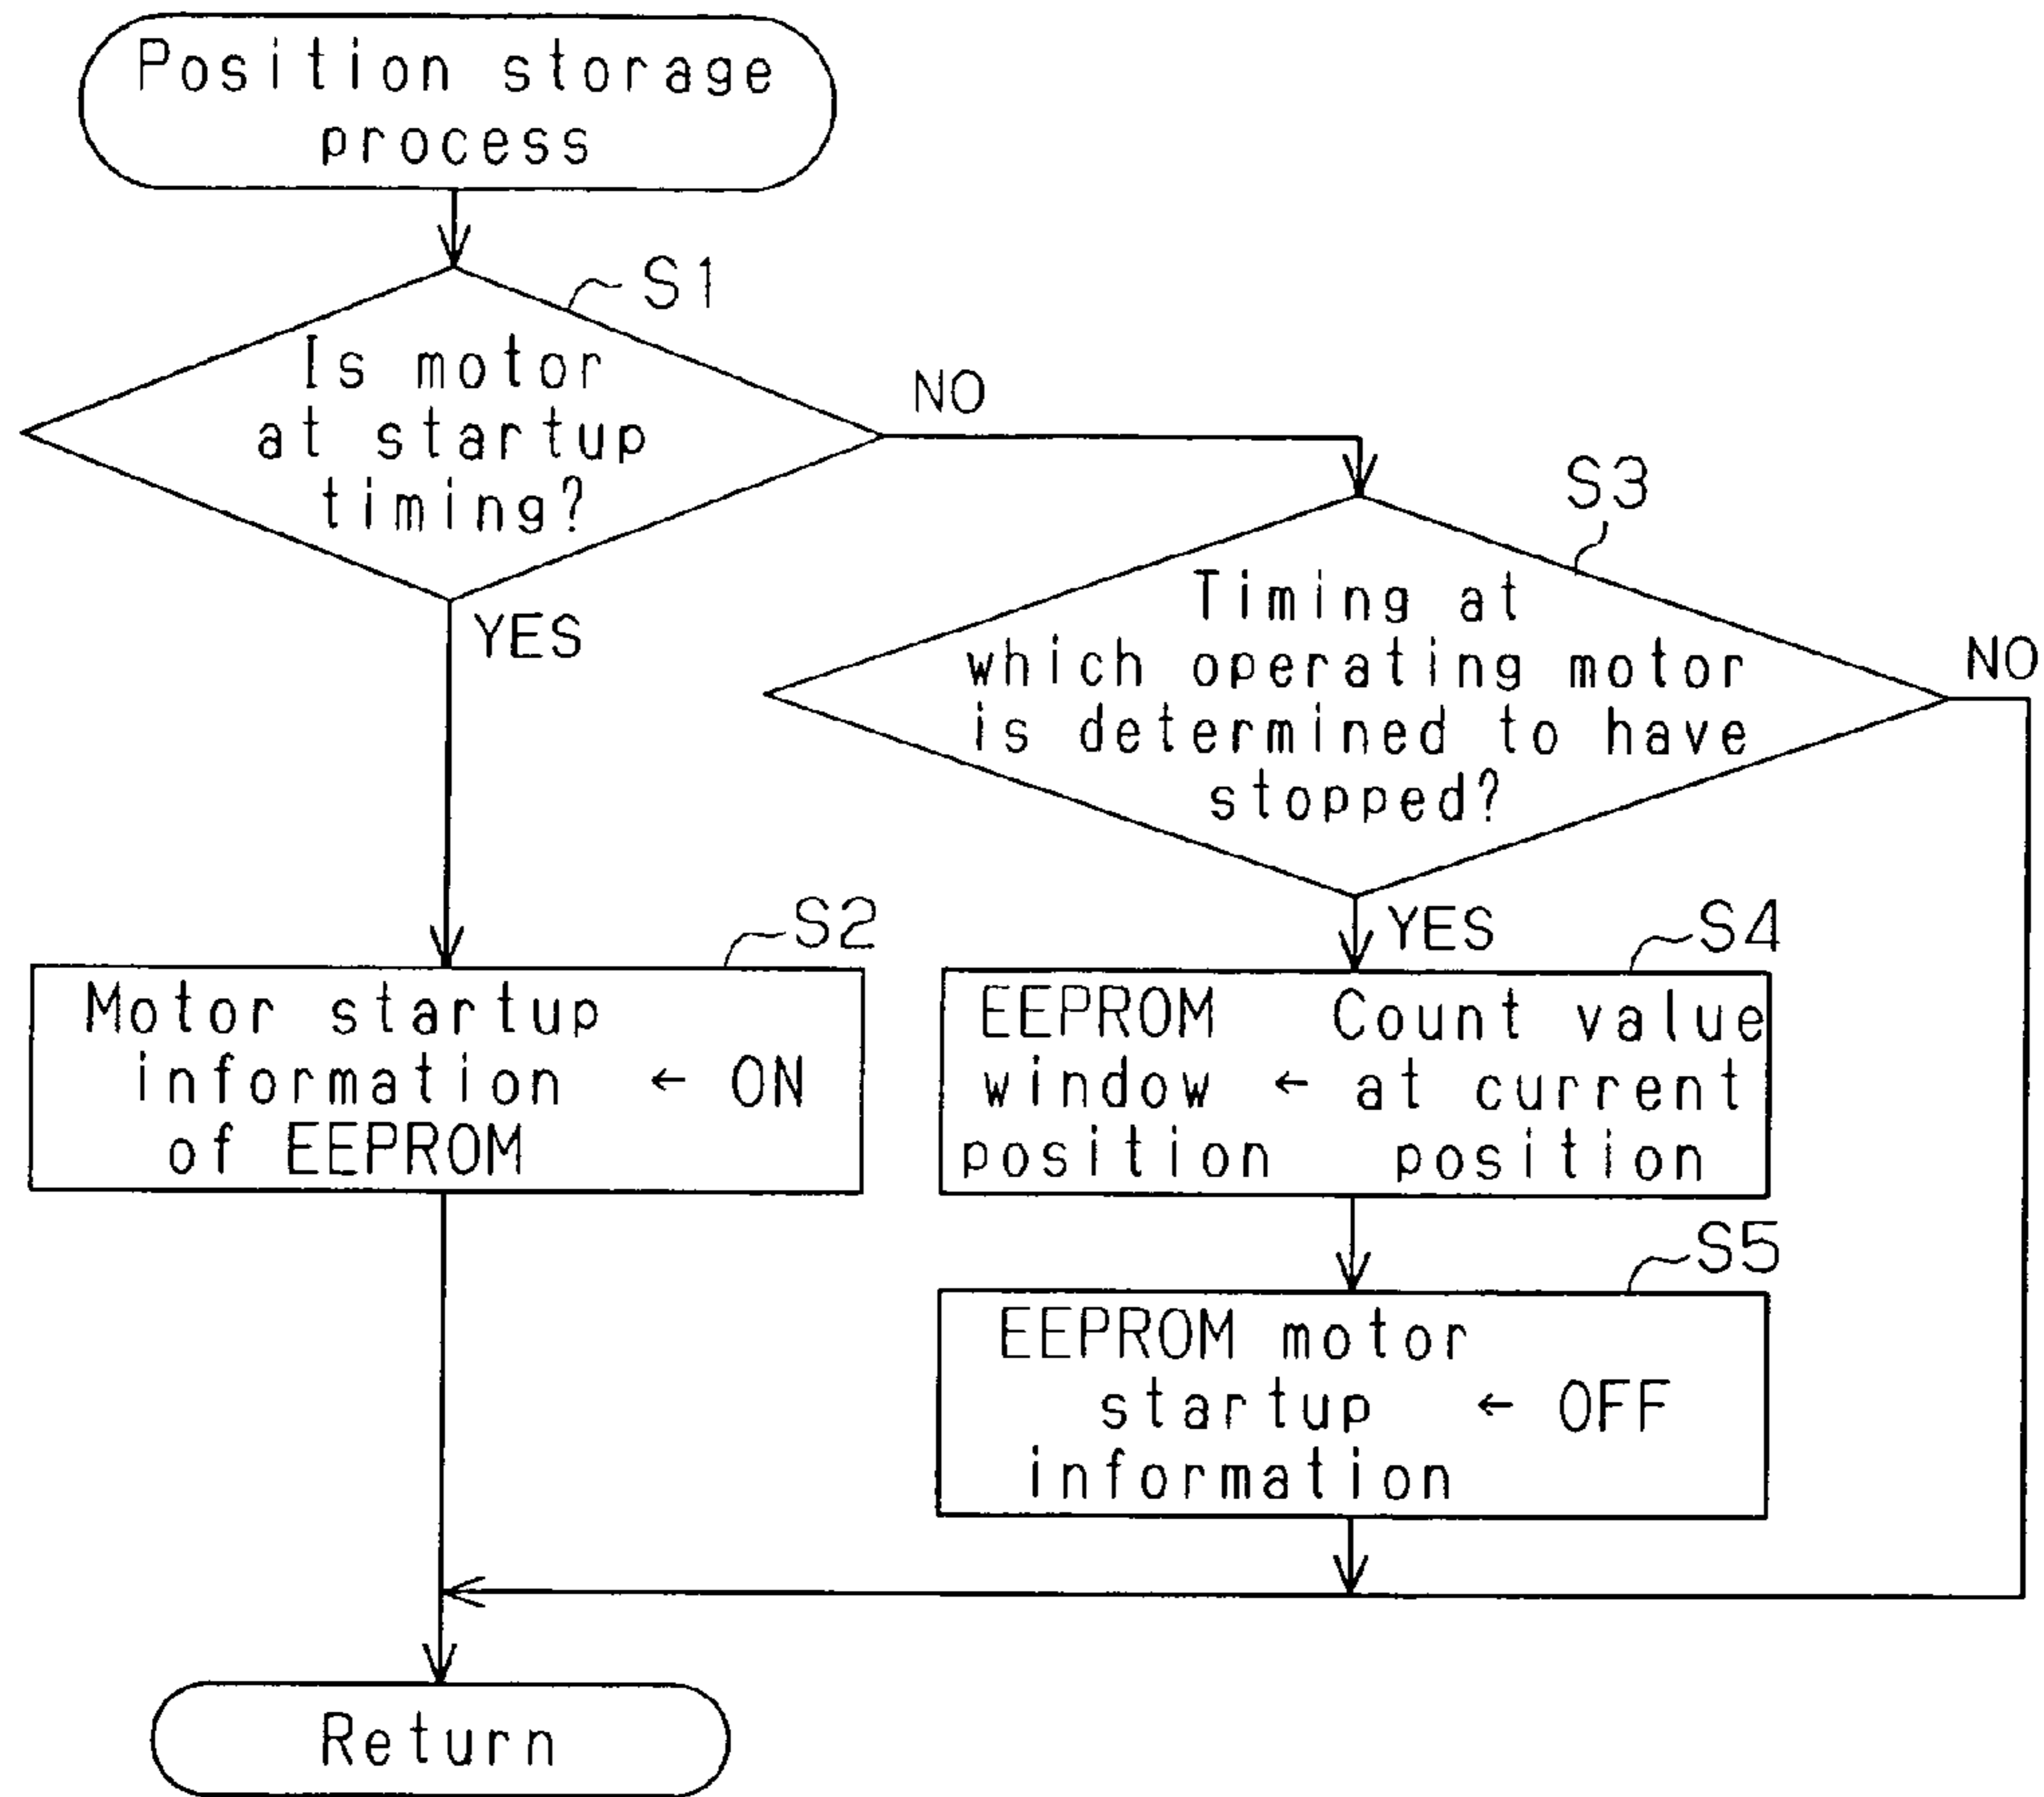 Position storage
process
S1
Is motor
at startup
timing?
NO
YES
S3
Timing at
which operating motor
is determined to have
stopped?
NO
YES
S2
Motor startup
information ← ON
of EEPROM
S4
EEPROM Count value
window ← at current
position position
S5
EEPROM motor
startup ← OFF
information
Return